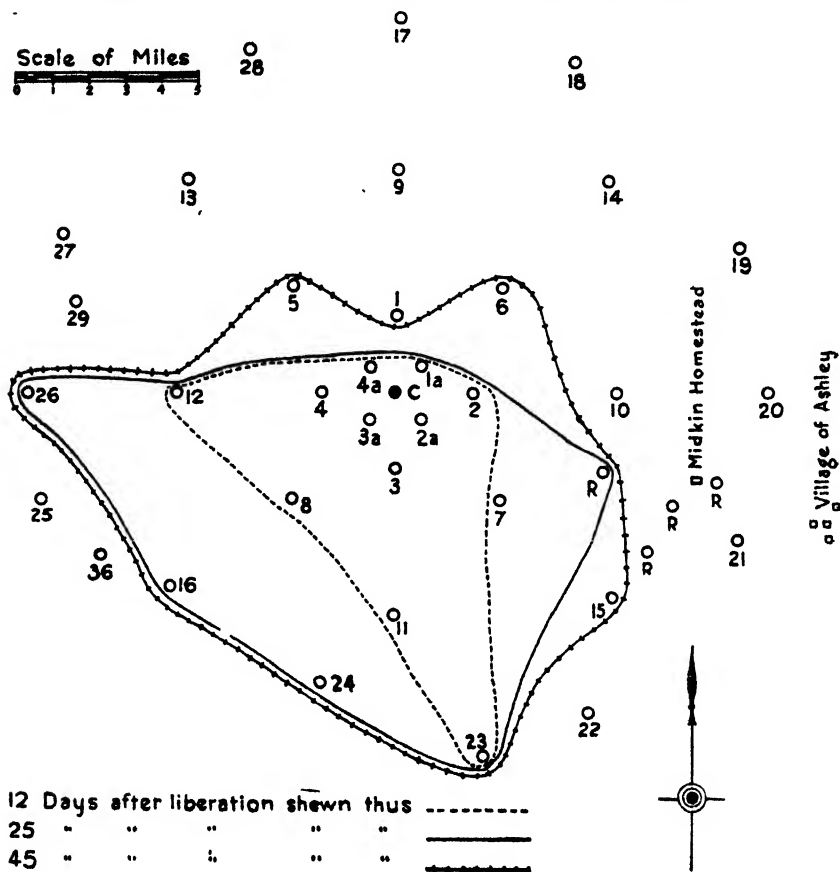 17
28
18
Scale of Miles
0 1 2 3 4 5
13
9
14
27
19
29
5
1
6
4a
1a
26
12
4
C
2
10
20
3a
2a
3
R
Midkin Homestead
Village of Ashley
25
8
7
R
R
36
R
21
16
15
11
24
22
23
12 Days after liberation shewn thus
25 " " " " "
45 " " " " "